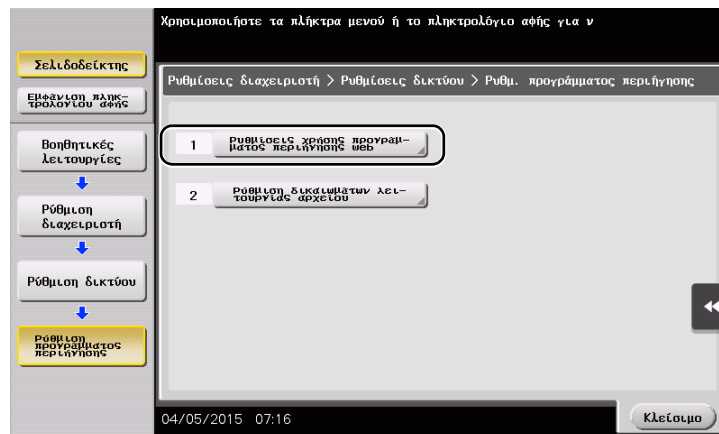 Χρησιμοποιήστε τα πλήκτρα μενού ή το πληκτρολόγιο αφής για ν
Σελιδοδείκτης
Εμφάνιση πληκ-
τρολογίου αφής
Βοηθητικές
λειτουργίες
Ρύθμιση
διαχειριστή
Ρύθμιση δικτύου
Ρύθμιση
προγράμματος
περιήγησης
Ρυθμίσεις διαχειριστή > Ρυθμίσεις δικτύου > Ρυθμ. προγράμματος περιήγησης
1 Ρυθμίσεις χρήσης προγράμ-
ματος περιήγησης web
2 Ρύθμιση δικαιωμάτων λει-
τουργίας αρχείου
04/05/2015 07:16
Κλείσιμο